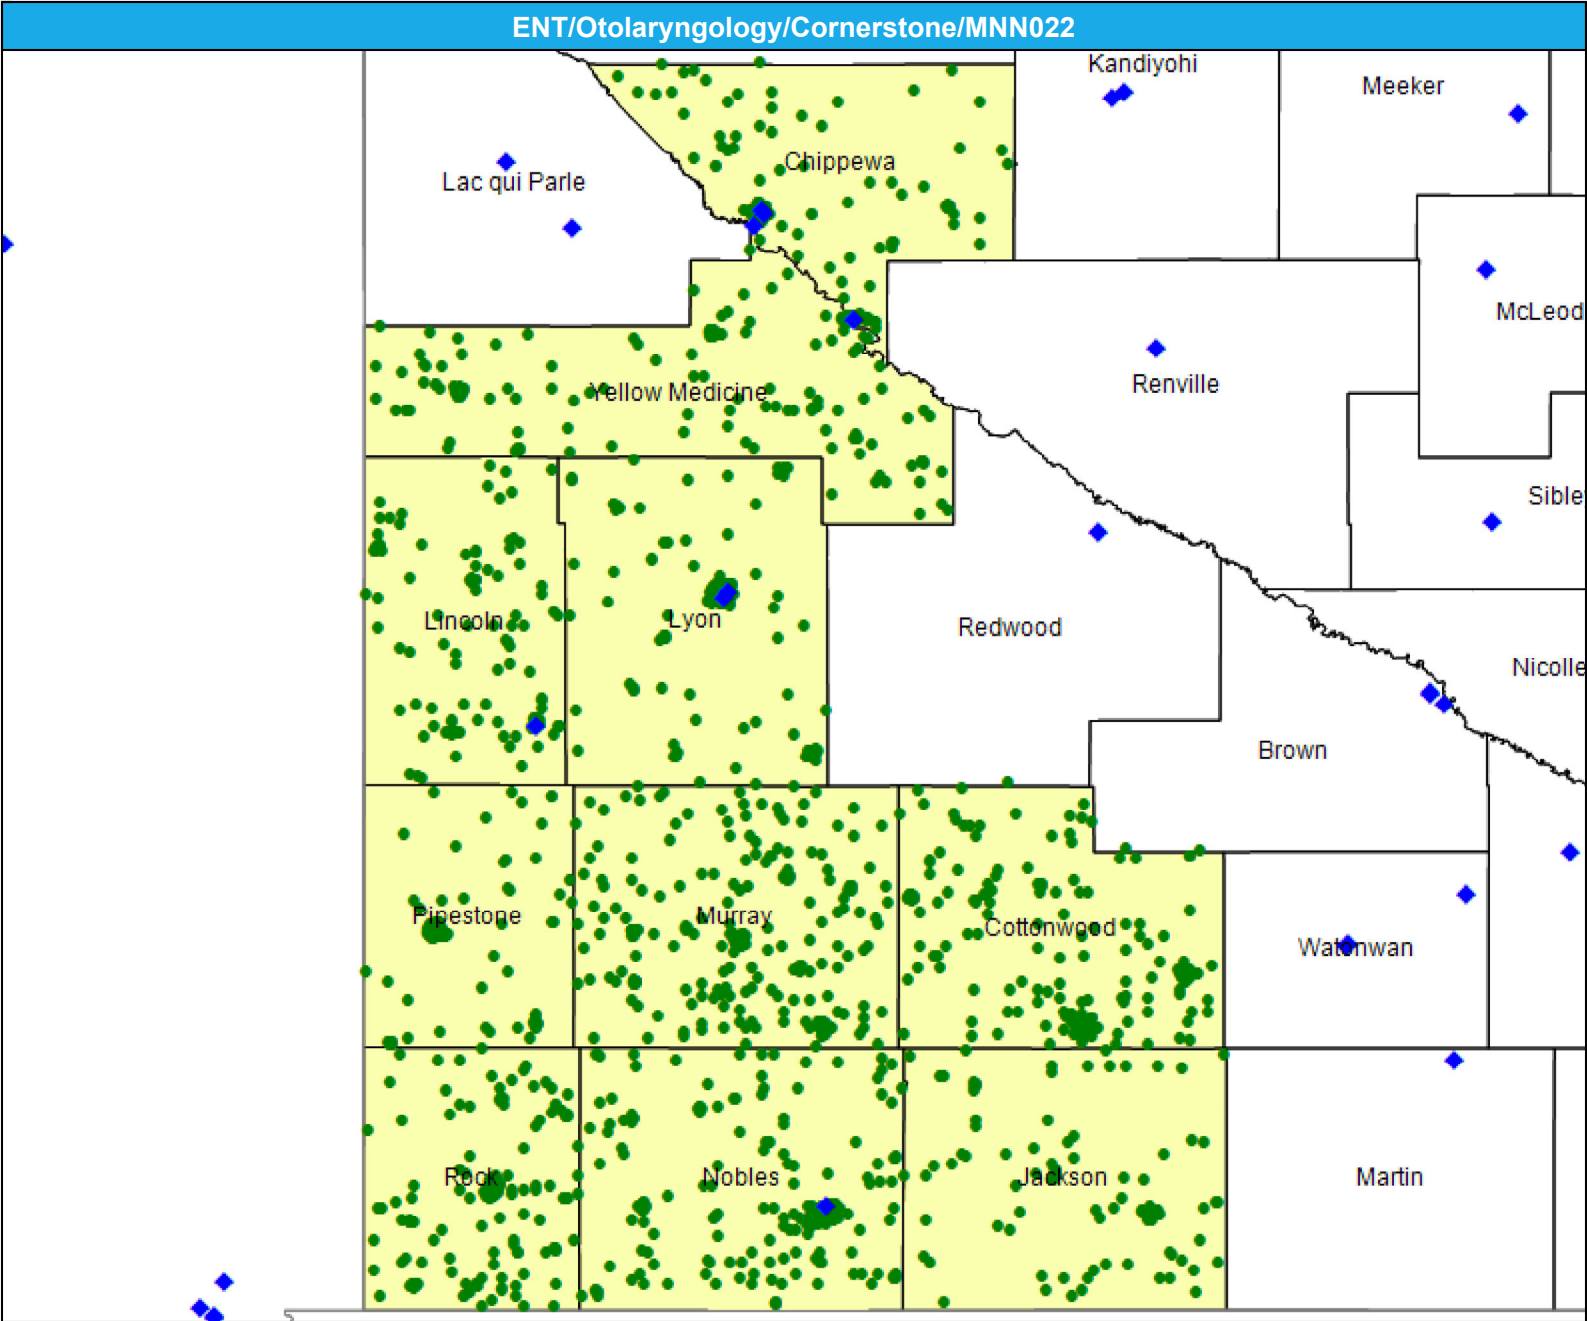 ENT/Otolaryngology/Cornerstone/MNN022
Kandiyohi
Meeker
Chippewa
Lac qui Parle
McLeod
Renville
Yellow Medicine
Sible
Lincoln
Lyon
Redwood
Nicolle
Brown
Pipestone
Murray
Cottonwood
Watonwan
Rock
Nobles
Jackson
Martin